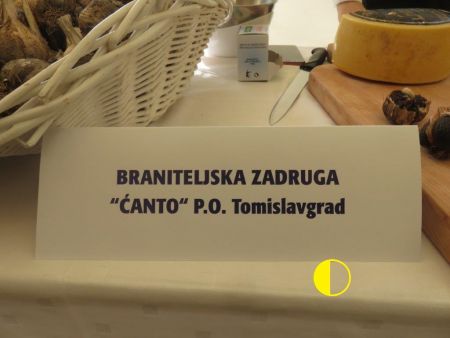 BRANITELJSKA ZADRUGA
“ĆANTO“ P.O. Tomislavgrad